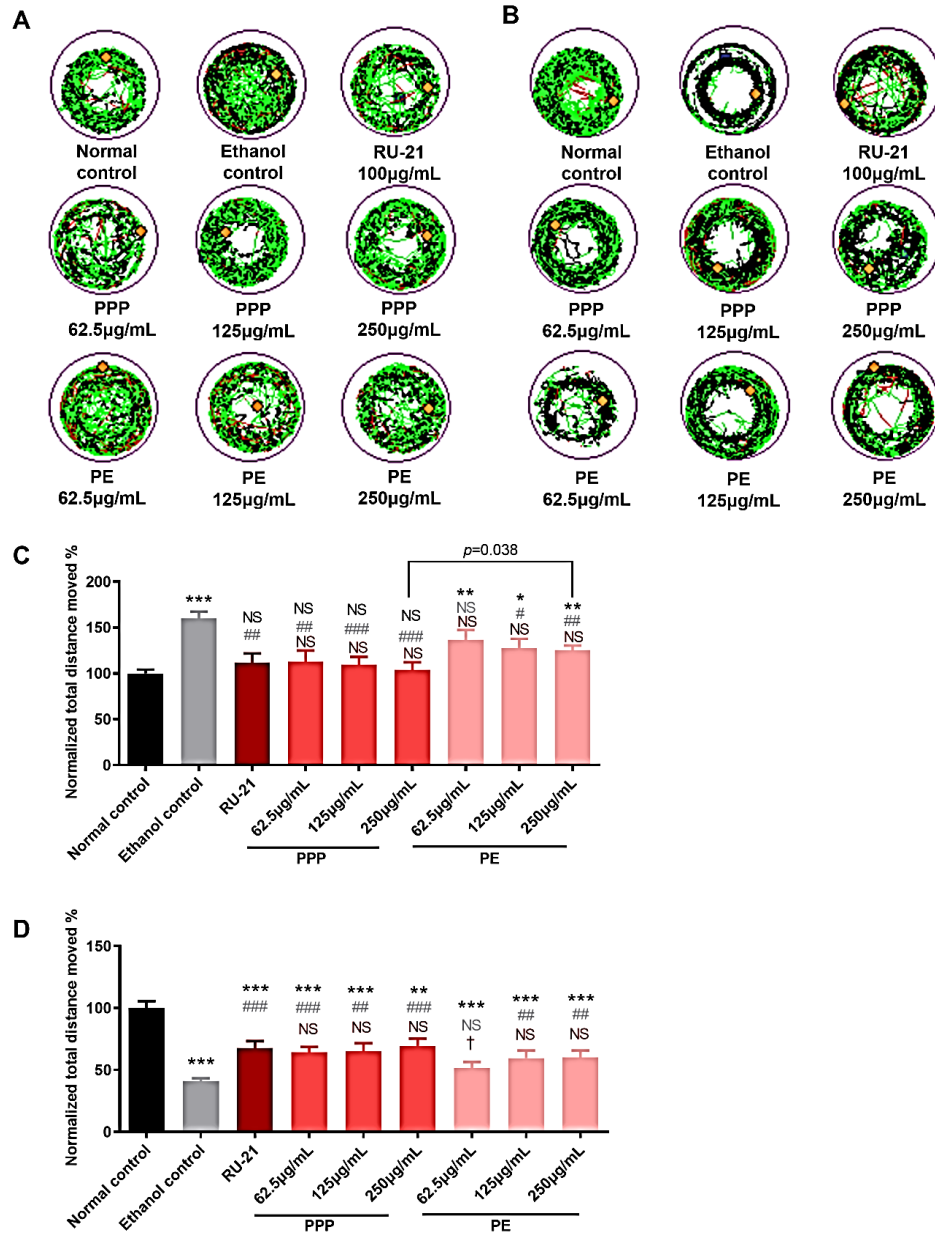 A
B
Normal
control
Ethanol
control
RU-21
100µg/mL
Normal
control
Ethanol
control
RU-21
100µg/mL
PPP
62.5µg/mL
PPP
125µg/mL
PPP
250µg/mL
PPP
62.5µg/mL
PPP
125µg/mL
PPP
250µg/mL
PE
62.5µg/mL
PE
125µg/mL
PE
250µg/mL
PE
62.5µg/mL
PE
125µg/mL
PE
250µg/mL
C
Normalized total distance moved %
200
150
100
50
0
p=0.038
***
NS
##
NS
##
NS
NS
###
NS
NS
###
NS
**
NS
NS
*
#
NS
**
##
NS
Normal control
Ethanol control
RU-21
62.5µg/mL
125µg/mL
250µg/mL
62.5µg/mL
125µg/mL
250µg/mL
PPP
PE
D
Normalized total distance moved %
150
100
50
0
***
***
###
***
###
NS
***
##
NS
**
###
NS
***
NS
†
***
##
NS
***
##
NS
Normal control
Ethanol control
RU-21
62.5µg/mL
125µg/mL
250µg/mL
62.5µg/mL
125µg/mL
250µg/mL
PPP
PE